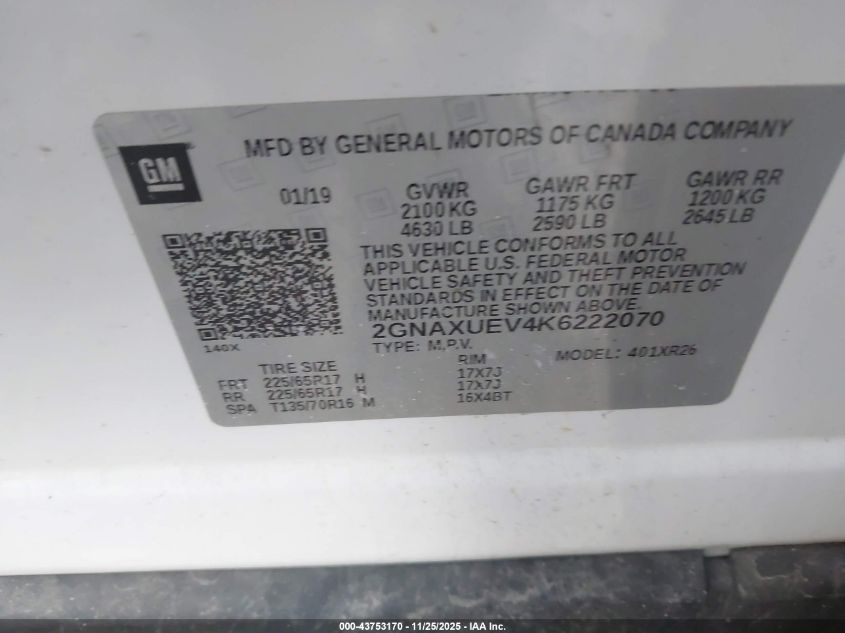 MFD BY GENERAL MOTORS OF CANADA COMPANY
GM
01/19
GVWR
2100 KG
4630 LB
GAWR FRT
1175 KG
2590 LB
GAWR RR
1200 KG
2645 LB
THIS VEHICLE CONFORMS TO ALL
APPLICABLE U.S. FEDERAL MOTOR
VEHICLE SAFETY AND THEFT PREVENTION
STANDARDS IN EFFECT ON THE DATE OF
MANUFACTURE SHOWN ABOVE.
2GNAXUEV4K6222070
140X
TYPE: M.P.V.
MODEL: 401XR26
TIRE SIZE
RIM
FRT 225/65R17 H 17X7J
RR 225/65R17 H 17X7J
SPA T135/70R16 M 16X4BT
000-43753170 - 11/25/2025 - IAA Inc.